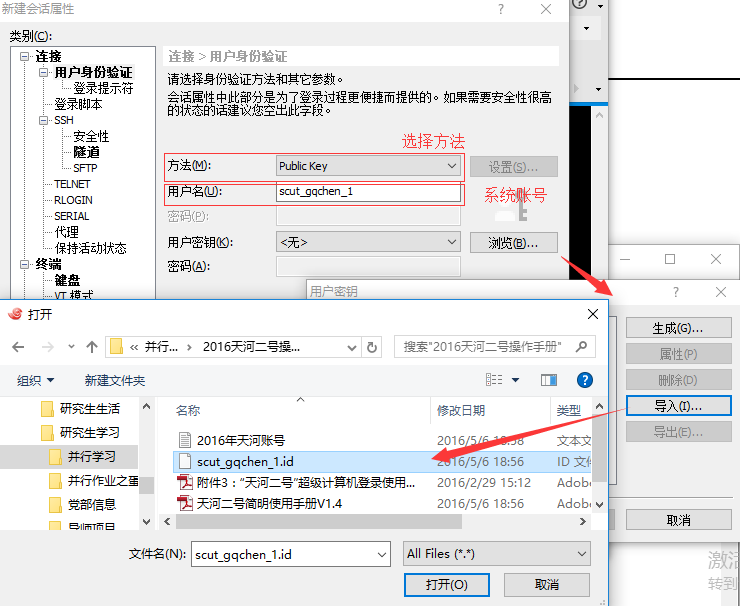 新建会话属性
?
类别(C):
连接
用户身份验证
登录提示符
登录脚本
SSH
安全性
隧道
SFTP
TELNET
RLOGIN
SERIAL
代理
保持活动状态
终端
键盘
VT 模式
连接 > 用户身份验证
请选择身份验证方法和其它参数。
会话属性中此部分是为了登录过程更便捷而提供的。如果需要安全性很高
的状态的话建议您空出此字段。
选择方法
方法(M):
Public Key
设置(S)...
用户名(U):
scut_gqchen_1
系统账号
密码(P):
用户密钥(K):
<无>
浏览(B)...
密码(A):
用户密钥
?
生成(G)...
属性(P)
删除(D)
导入(I)...
导出(E)...
取消
打开
« 并行... › 2016天河二号操...
搜索"2016天河二号操作手册"
组织
新建文件夹
?
研究生生活
研究生学习
并行学习
并行作业之蛋
党部信息
导师项目
名称
修改日期
类型
2016年天河账号
2016/5/6 18:58
文本文
scut_gqchen_1.id
2016/5/6 18:56
ID 文件
附件3：“天河二号”超级计算机登录使用...
2016/2/29 15:12
Adobe
天河二号简明使用手册V1.4
2016/5/6 18:56
Adobe
文件名(N):
scut_gqchen_1.id
All Files (*.*)
打开(O)
取消
激活
转到